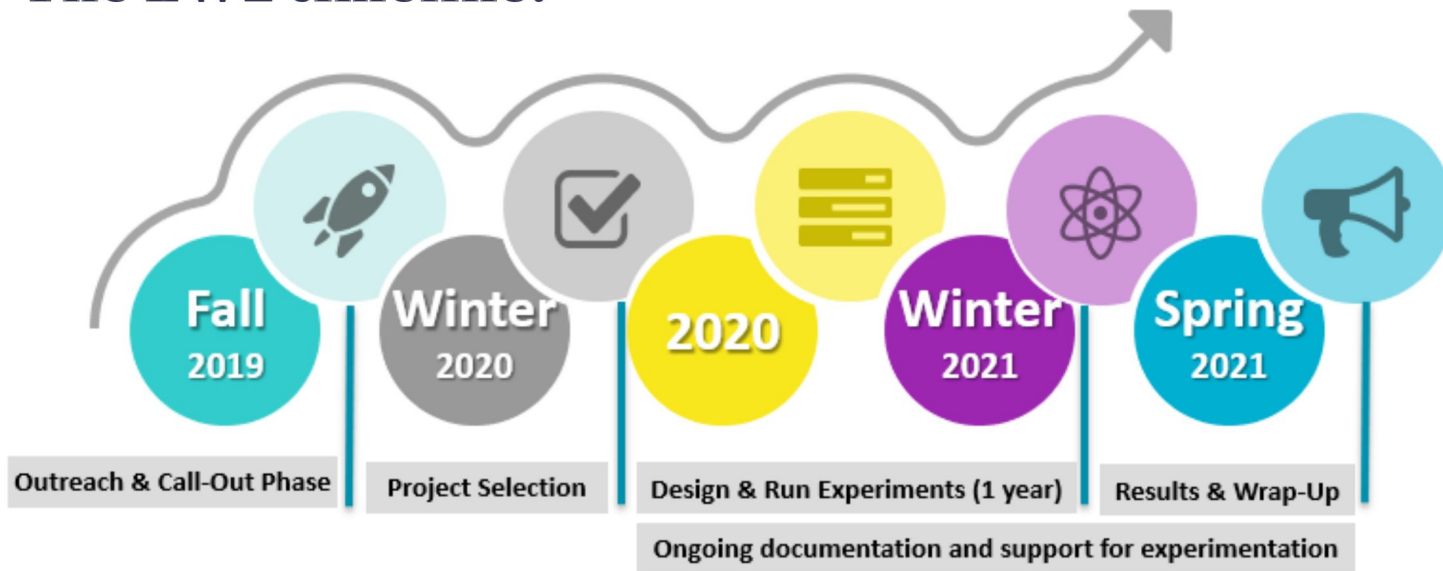 Fall
2019
Winter
2020
2020
Winter
2021
Spring
2021
Outreach & Call-Out Phase
Project Selection
Design & Run Experiments (1 year)
Results & Wrap-Up
Ongoing documentation and support for experimentation